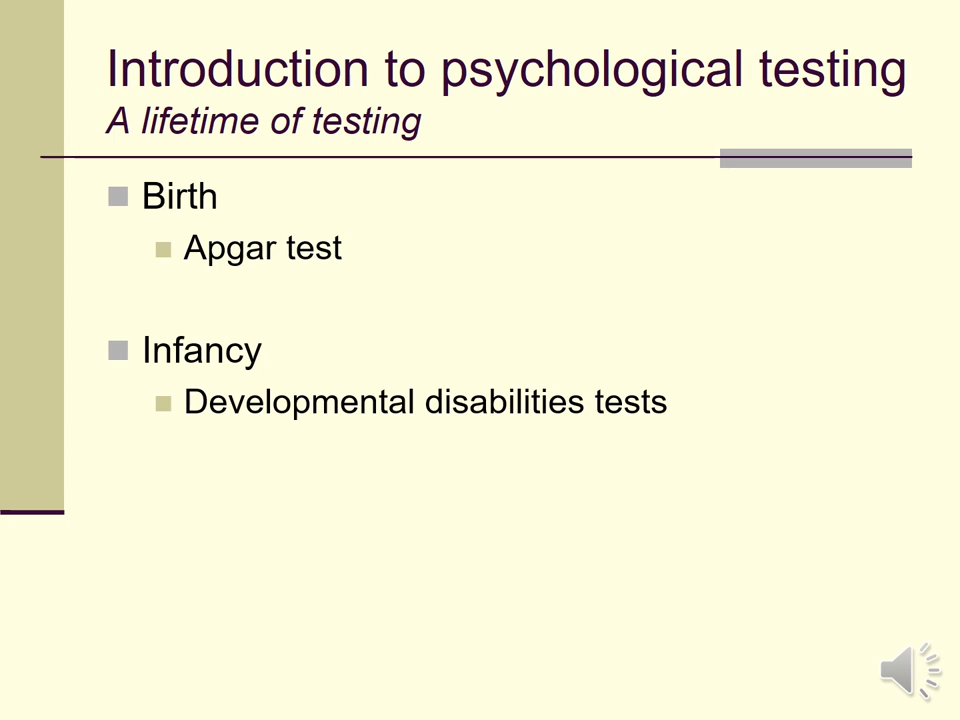 Introduction to psychological testing
A lifetime of testing
Birth
Apgar test
Infancy
Developmental disabilities tests